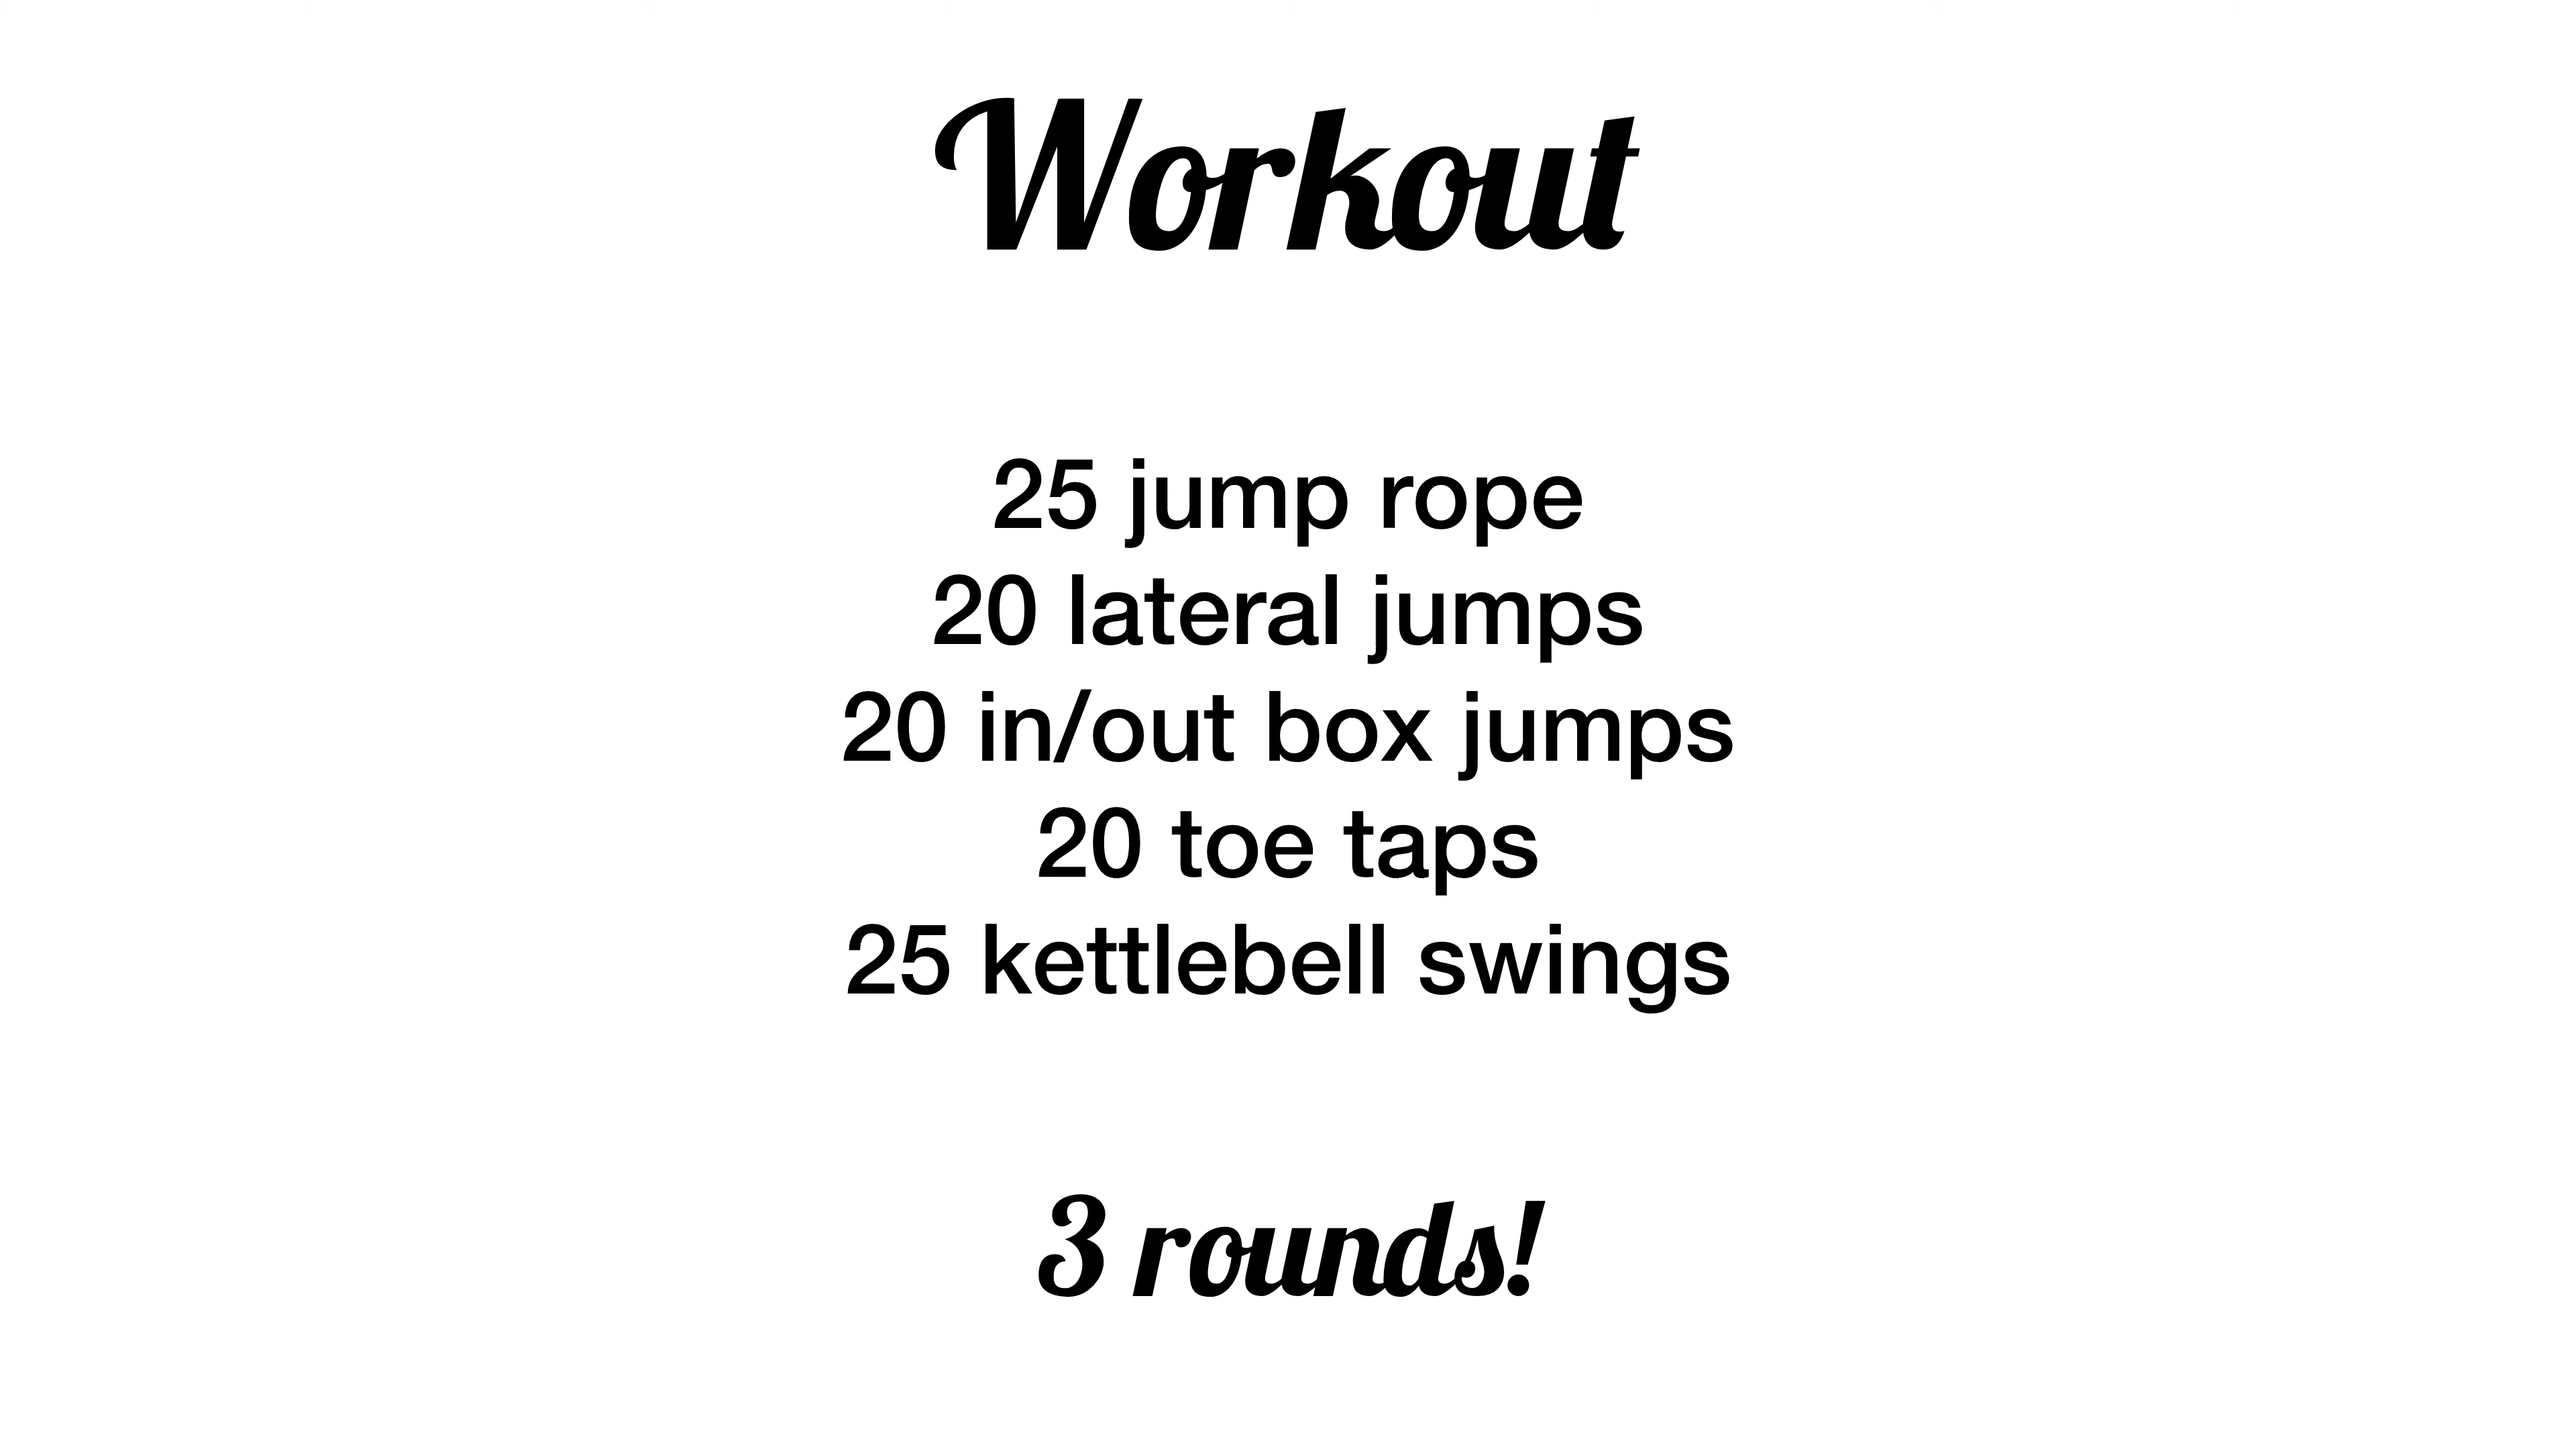 Workout
25 jump rope
20 lateral jumps
20 in/out box jumps
20 toe taps
25 kettlebell swings
3 rounds!